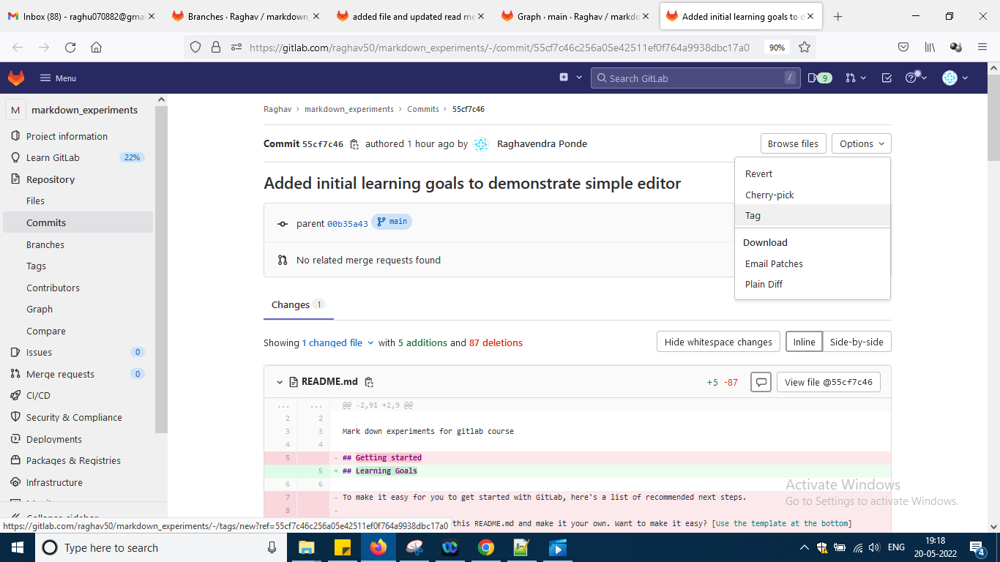 Inbox (88) - raghu070882@gmai
Branches · Raghav / markdown_
added file and updated read me
Graph · main · Raghav / markdo
Added initial learning goals to d
https://gitlab.com/raghav50/markdown_experiments/-/commit/55cf7c46c256a05e42511ef0f764a9938dbc17a0
90%
Menu
Search GitLab
/
9
M
markdown_experiments
Project information
Learn GitLab
22%
Repository
Files
Commits
Branches
Tags
Contributors
Graph
Compare
Issues
0
Merge requests
0
CI/CD
Security & Compliance
Deployments
Packages & Registries
Infrastructure
Raghav › markdown_experiments › Commits › 55cf7c46
Commit 55cf7c46 authored 1 hour ago by Raghavendra Ponde
Browse files
Options
Revert
Cherry-pick
Tag
Download
Email Patches
Plain Diff
Added initial learning goals to demonstrate simple editor
parent 00b35a43 main
No related merge requests found
Changes 1
Showing 1 changed file with 5 additions and 87 deletions
Hide whitespace changes
Inline
Side-by-side
README.md
+5 -87
View file @55cf7c46
... ... @@ -2,91 +2,9 @@
2 2
3 3 Mark down experiments for gitlab course
4 4
5 - ## Getting started
5 + ## Learning Goals
6 6
7 - To make it easy for you to get started with GitLab, here's a list of recommended next steps.
8 -
this README.md and make it your own. Want to make it easy? [Use the template at the bottom]
https://gitlab.com/raghav50/markdown_experiments/-/tags/new?ref=55cf7c46c256a05e42511ef0f764a9938dbc17a0
Activate Windows
Go to Settings to activate Windows.
Type here to search
ENG
19:18
20-05-2022
4